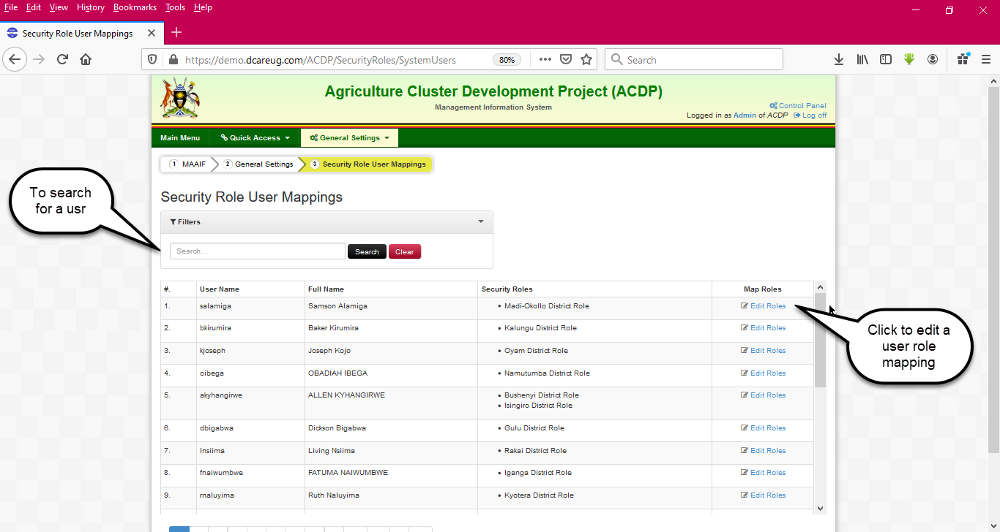 File Edit View History Bookmarks Tools Help
Security Role User Mappings
https://demo.dcareug.com/ACDP/SecurityRoles/SystemUsers 80% Search
Agriculture Cluster Development Project (ACDP)
Management Information System
Control Panel
Logged in as Admin of ACDP Log off
Main Menu Quick Access General Settings
1 MAAIF 2 General Settings 3 Security Role User Mappings
To search
for a usr
Security Role User Mappings
Filters
Search... Search Clear
#. User Name Full Name Security Roles Map Roles
1. salamiga Samson Alamiga Madi-Okollo District Role Edit Roles
2. bkirumira Baker Kirumira Kalungu District Role Edit Roles
3. kjoseph Joseph Kojo Oyam District Role Edit Roles
4. oibega OBADIAH IBEGA Namutumba District Role Edit Roles
5. akyhangirwe ALLEN KYHANGIRWE Bushenyi District Role Edit Roles
Isingiro District Role
6. dbigabwa Dickson Bigabwa Gulu District Role Edit Roles
7. lnsiima Living Nsiima Rakai District Role Edit Roles
8. fnaiwumbwe FATUMA NAIWUMBWE Iganga District Role Edit Roles
9. rnaluyima Ruth Naluyima Kyotera District Role Edit Roles
Click to edit a
user role
mapping